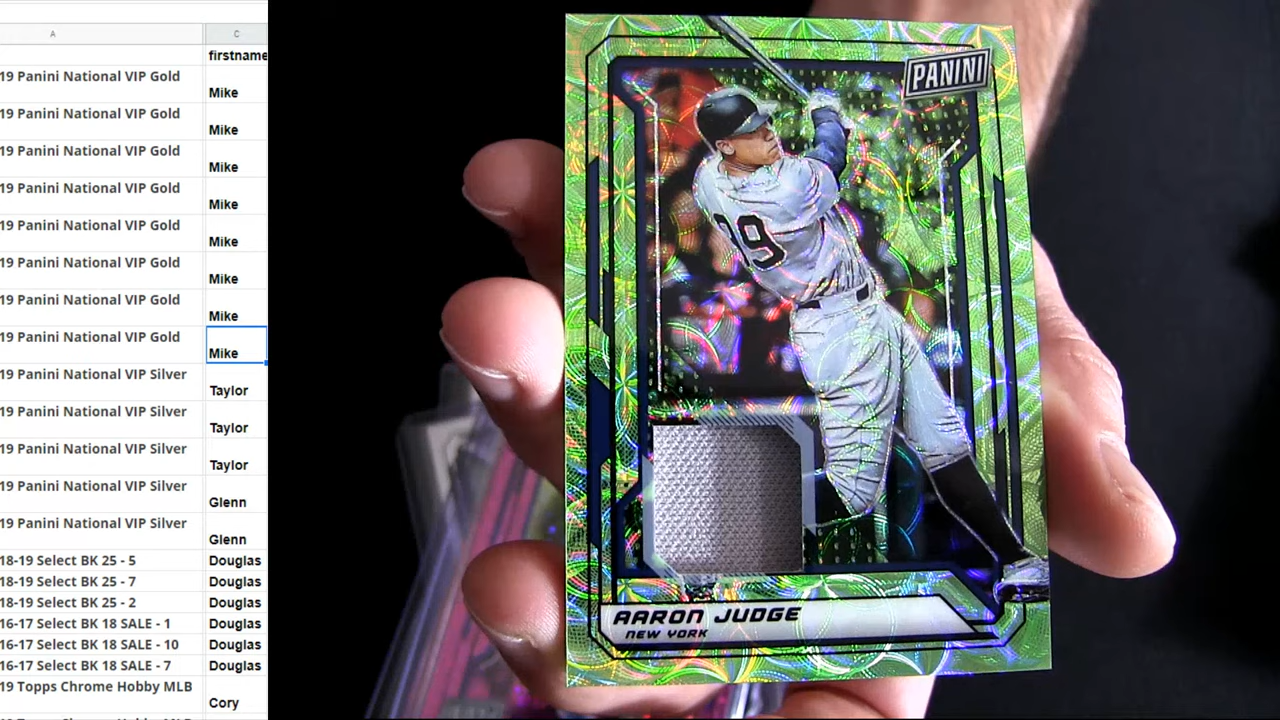 A C
firstname
19 Panini National VIP Gold
Mike
19 Panini National VIP Gold
Mike
19 Panini National VIP Gold
Mike
19 Panini National VIP Gold
Mike
19 Panini National VIP Gold
Mike
19 Panini National VIP Gold
Mike
19 Panini National VIP Gold
Mike
19 Panini National VIP Gold
Mike
19 Panini National VIP Silver
Taylor
19 Panini National VIP Silver
Taylor
19 Panini National VIP Silver
Taylor
19 Panini National VIP Silver
Glenn
19 Panini National VIP Silver
Glenn
18-19 Select BK 25 - 5 Douglas
18-19 Select BK 25 - 7 Douglas
18-19 Select BK 25 - 2 Douglas
16-17 Select BK 18 SALE - 1 Douglas
16-17 Select BK 18 SALE - 10 Douglas
16-17 Select BK 18 SALE - 7 Douglas
19 Topps Chrome Hobby MLB
Cory
PANINI
99
AARON JUDGE
NEW YORK